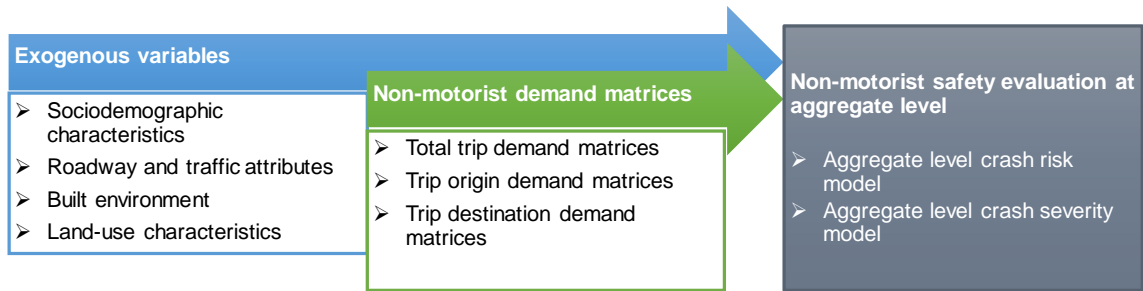 Exogenous variables
➢ Sociodemographic
characteristics
➢ Roadway and traffic attributes
➢ Built environment
➢ Land-use characteristics
Non-motorist demand matrices
➢ Total trip demand matrices
➢ Trip origin demand matrices
➢ Trip destination demand
matrices
Non-motorist safety evaluation at
aggregate level
➢ Aggregate level crash risk
model
➢ Aggregate level crash severity
model